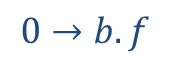 0 → b. f